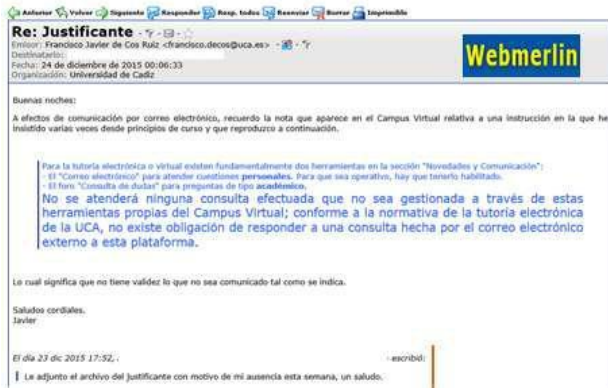 Anterior Volver Siguiente Responder Resp. todos Reenviar Borrar Imprimible
Re: Justificante
Emisor: Francisco Javier de Cos Ruiz <francisco.decos@uca.es>
Destinatario:
Fecha: 24 de diciembre de 2015 00:06:33
Organización: Universidad de Cadiz
Webmerlin
Buenas noches:
A efectos de comunicación por correo electrónico, recuerdo la nota que aparece en el Campus Virtual relativa a una instrucción en la que he
insistido varias veces desde principios de curso y que reproduzco a continuación.
Para la tutoría electrónica o virtual existen fundamentalmente dos herramientas en la sección "Novedades y Comunicación":
- El "Correo electrónico" para atender cuestiones personales. Para que sea operativo, hay que tenerlo habilitado.
- El foro "Consulta de dudas" para preguntas de tipo académico.
No se atenderá ninguna consulta efectuada que no sea gestionada a través de estas
herramientas propias del Campus Virtual; conforme a la normativa de la tutoría electrónica
de la UCA, no existe obligación de responder a una consulta hecha por el correo electrónico
externo a esta plataforma.
Lo cual significa que no tiene validez lo que no sea comunicado tal como se indica.
Saludos cordiales.
Javier
El día 23 dic 2015 17:52, . escribió:
Le adjunto el archivo del justificante con motivo de mi ausencia esta semana, un saludo.